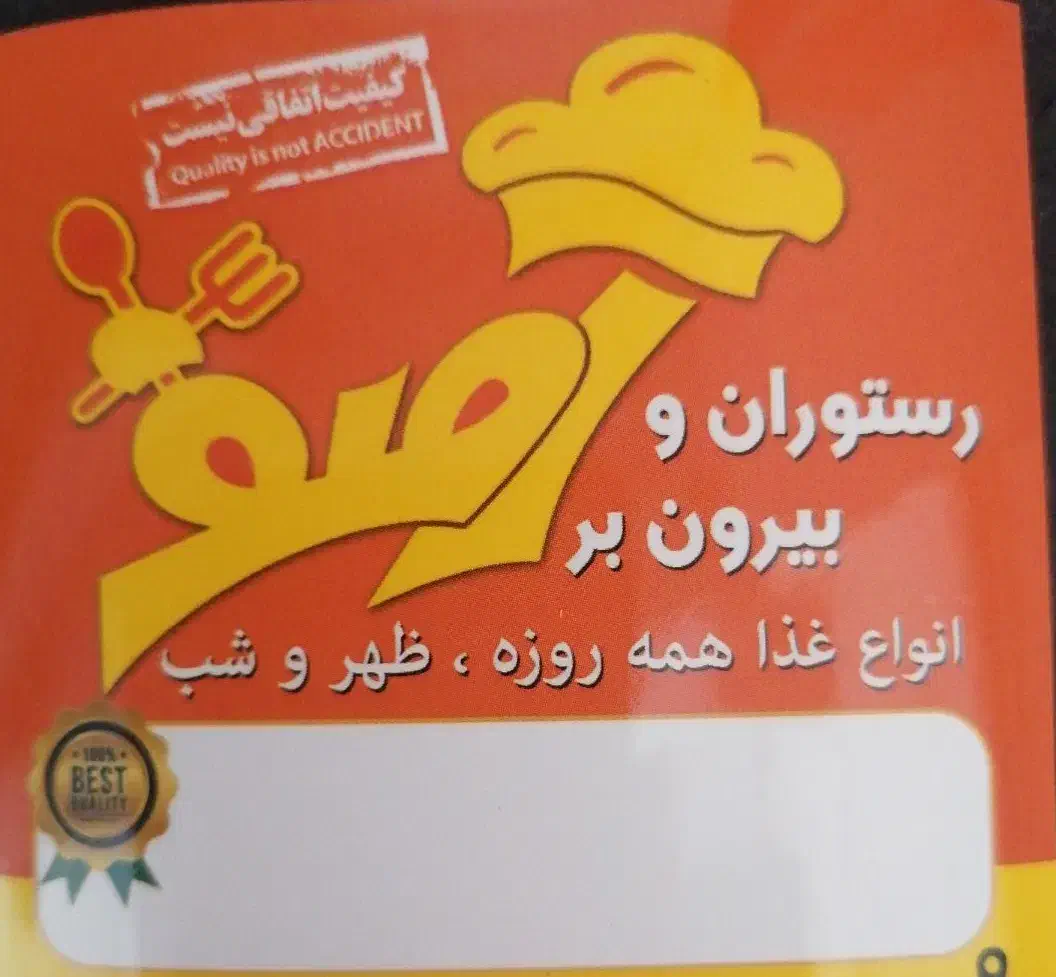 کیفیت اتفاقی نیست
Quality is not ACCIDENT
رستوران و
بیرون بر
انواع غذا همه روزه ، ظهر و شب
100%
BEST
QUALITY